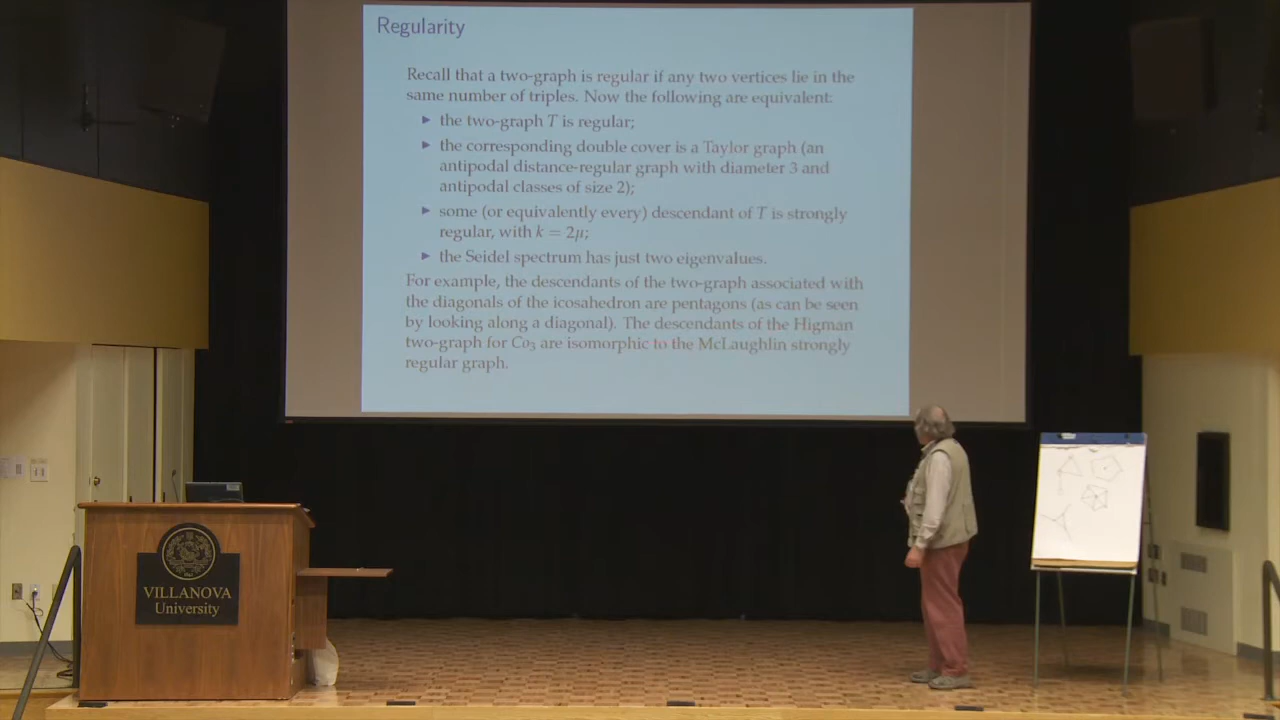 Regularity
Recall that a two-graph is regular if any two vertices lie in the
same number of triples. Now the following are equivalent:
▶ the two-graph T is regular;
▶ the corresponding double cover is a Taylor graph (an
antipodal distance-regular graph with diameter 3 and
antipodal classes of size 2);
▶ some (or equivalently every) descendant of T is strongly
regular, with k = 2μ;
▶ the Seidel spectrum has just two eigenvalues.
For example, the descendants of the two-graph associated with
the diagonals of the icosahedron are pentagons (as can be seen
by looking along a diagonal). The descendants of the Higman
two-graph for Co₃ are isomorphic to the McLaughlin strongly
regular graph.
VILLANOVA
University